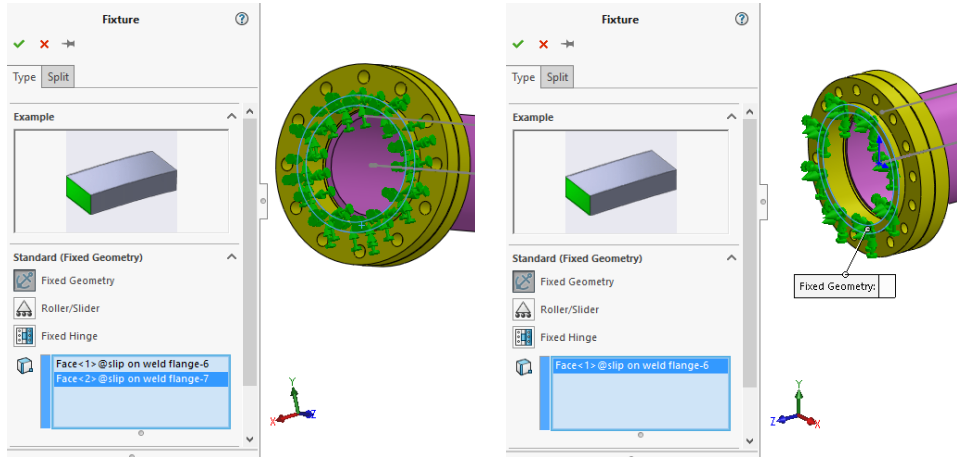 Fixture
Type Split
Example
Standard (Fixed Geometry)
Fixed Geometry
Roller/Slider
Fixed Hinge
Face<1>@slip on weld flange-6
Face<2>@slip on weld flange-7
Y
X
Z
Fixture
Type Split
Example
Standard (Fixed Geometry)
Fixed Geometry
Roller/Slider
Fixed Hinge
Face<1>@slip on weld flange-6
Fixed Geometry:
Y
Z
X